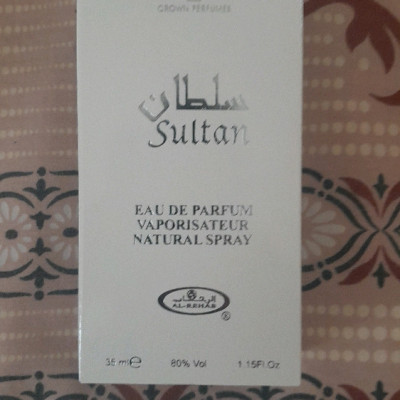 CROWN PERFUMES
سلطان
Sultan
EAU DE PARFUM
VAPORISATEUR
NATURAL SPRAY
الرحاب
AL-REHAB
®
35 ml e 80% Vol 1.15Fl.Oz